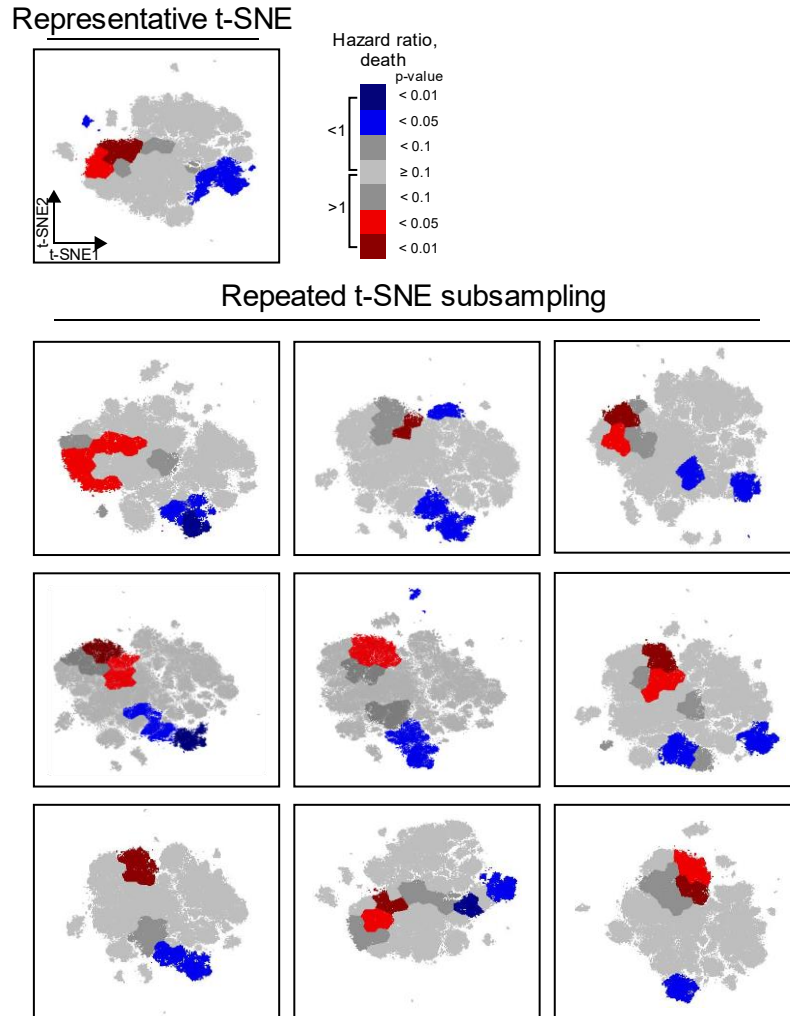 Representative t-SNE
Hazard ratio,
death
p-value
< 0.01
< 0.05
<1
< 0.1
≥ 0.1
< 0.1
>1
< 0.05
< 0.01
t-SNE2
t-SNE1
Repeated t-SNE subsampling